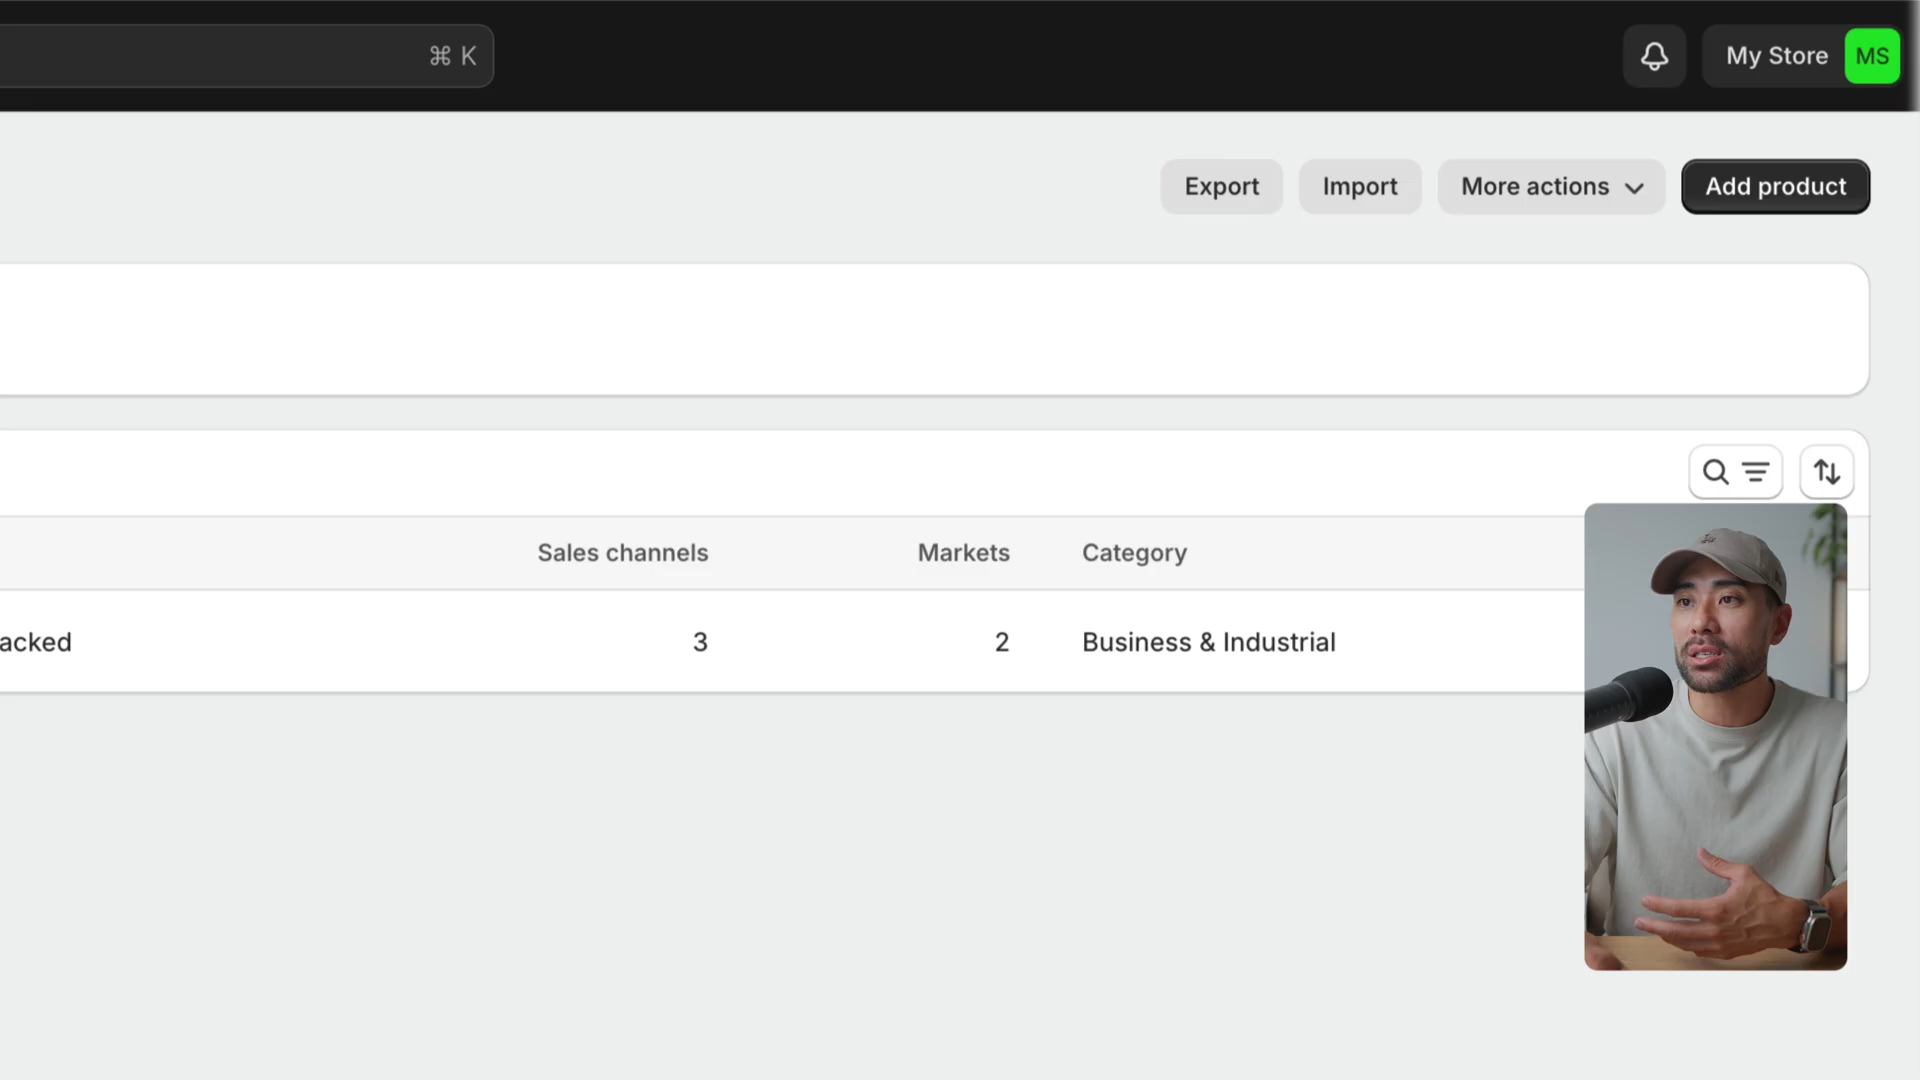 ⌘ K
My Store
MS
Export
Import
More actions
Add product
Sales channels
Markets
Category
acked
3
2
Business & Industrial